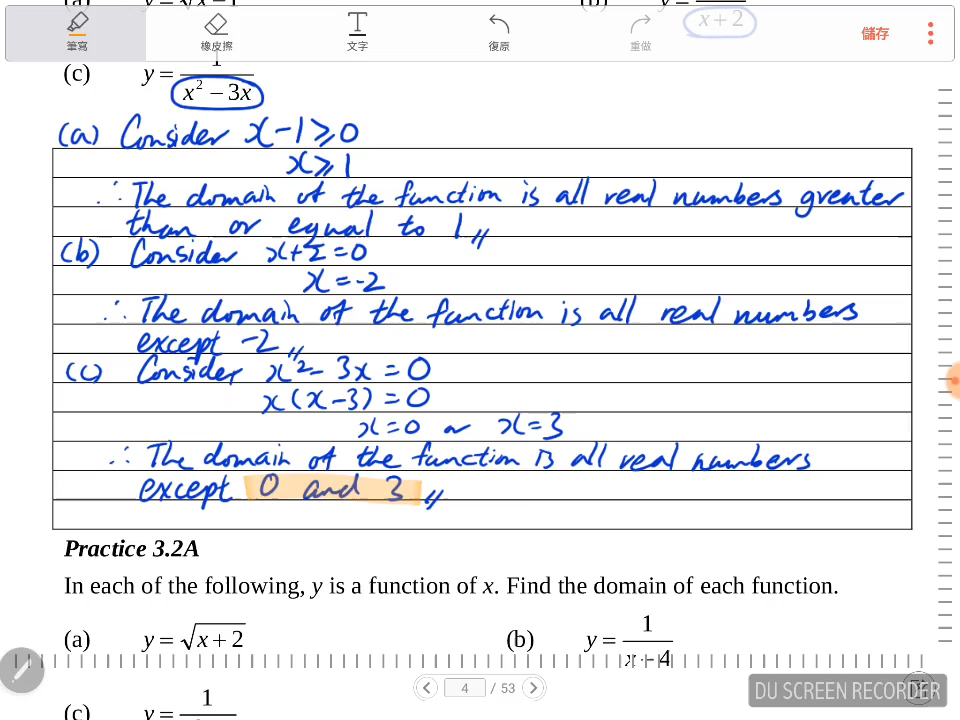 (a) y = √x − 1 (b) y =
x + 2
筆寫 橡皮擦 文字 復原 重做 儲存
(c) y = 1/(x² − 3x)
(a) Consider x − 1 ≥ 0
x ≥ 1
∴ The domain of the function is all real numbers greater
than or equal to 1 //
(b) Consider x + 2 = 0
x = -2
∴ The domain of the function is all real numbers
except -2 //
(c) Consider x² − 3x = 0
x (x − 3) = 0
x = 0 or x = 3
∴ The domain of the function is all real numbers
except 0 and 3 //
Practice 3.2A
In each of the following, y is a function of x. Find the domain of each function.
(a) y = √(x + 2) (b) y = 1/(x − 4)
4 / 53
DU SCREEN RECORDER
(c) y = 1